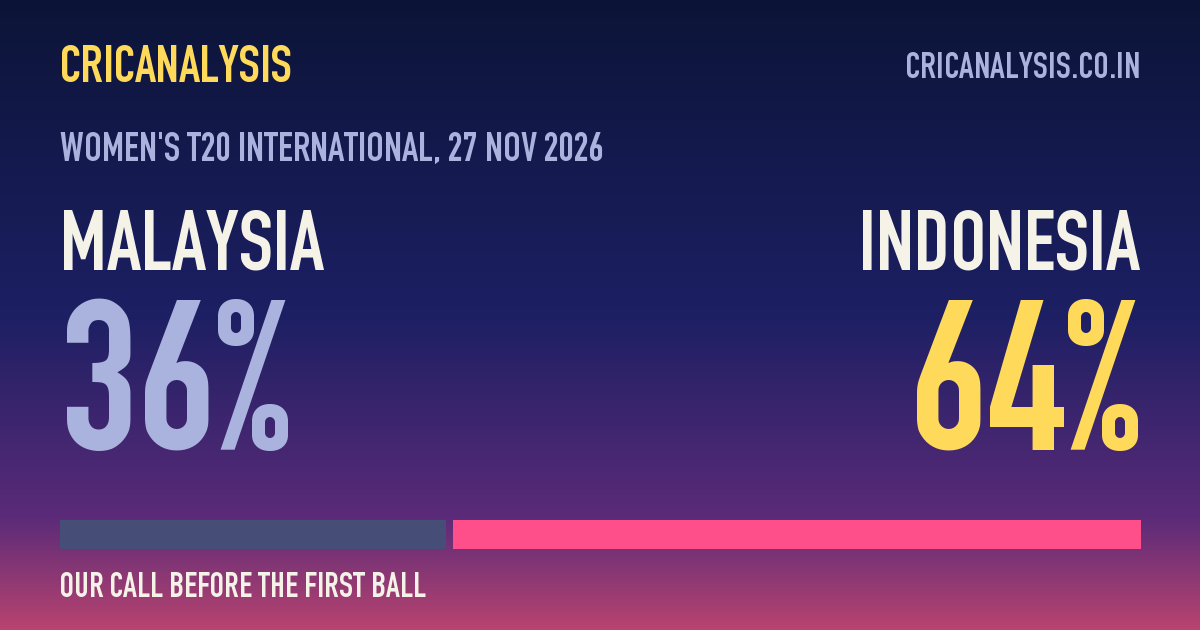 CRICANALYSIS
CRICANALYSIS.CO.IN
WOMEN'S T20 INTERNATIONAL, 27 NOV 2026
MALAYSIA
INDONESIA
36%
64%
OUR CALL BEFORE THE FIRST BALL